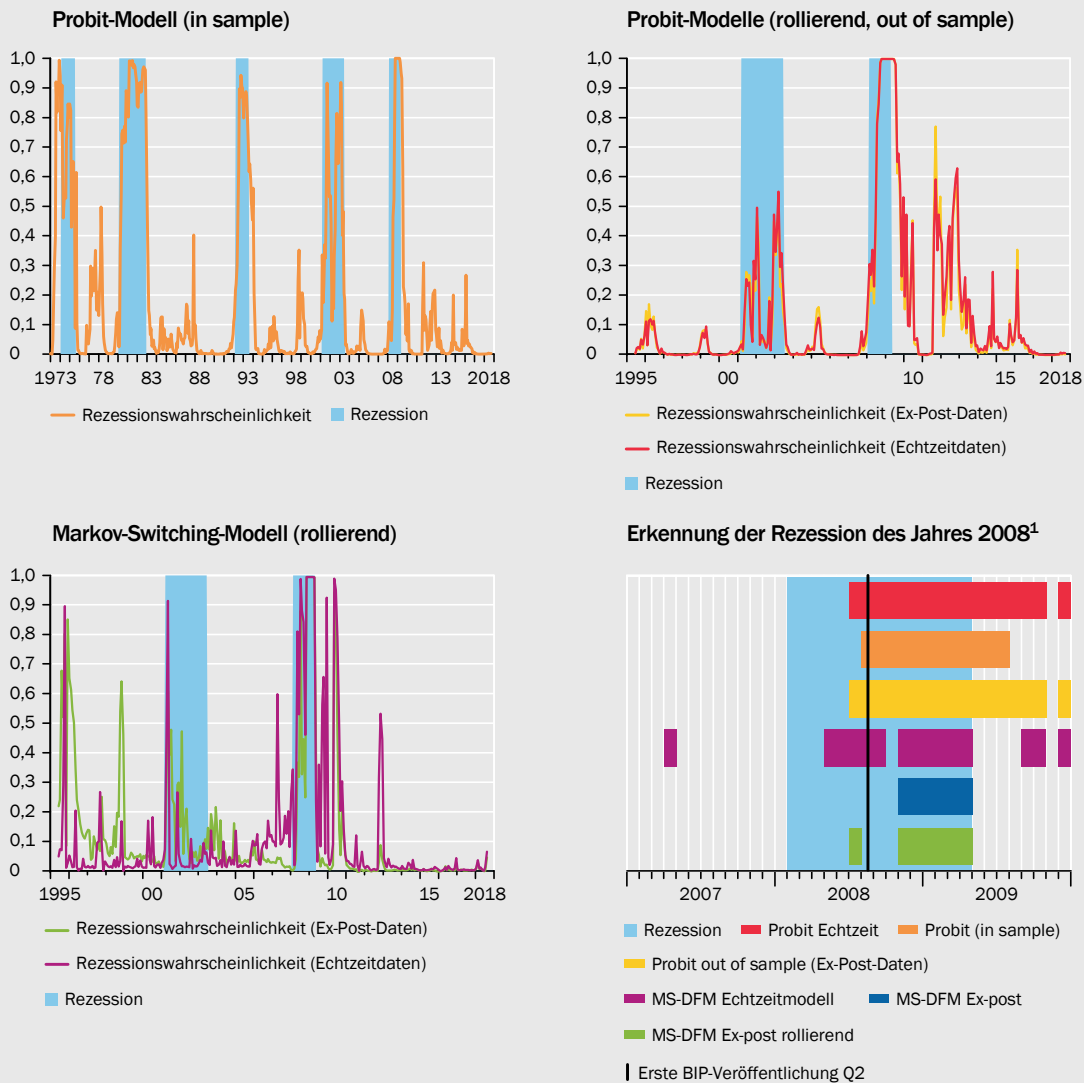 Probit-Modell (in sample)
1,0
0,9
0,8
0,7
0,6
0,5
0,4
0,3
0,2
0,1
0
1973 78 83 88 93 98 03 08 13 2018
Rezessionswahrscheinlichkeit Rezession
Probit-Modelle (rollierend, out of sample)
1,0
0,9
0,8
0,7
0,6
0,5
0,4
0,3
0,2
0,1
0
1995 00 10 15 2018
Rezessionswahrscheinlichkeit (Ex-Post-Daten)
Rezessionswahrscheinlichkeit (Echtzeitdaten)
Rezession
Markov-Switching-Modell (rollierend)
1,0
0,9
0,8
0,7
0,6
0,5
0,4
0,3
0,2
0,1
0
1995 00 05 10 15 2018
Rezessionswahrscheinlichkeit (Ex-Post-Daten)
Rezessionswahrscheinlichkeit (Echtzeitdaten)
Rezession
Erkennung der Rezession des Jahres 2008¹
2007 2008 2009
Rezession Probit Echtzeit Probit (in sample)
Probit out of sample (Ex-Post-Daten)
MS-DFM Echtzeitmodell MS-DFM Ex-post
MS-DFM Ex-post rollierend
Erste BIP-Veröffentlichung Q2